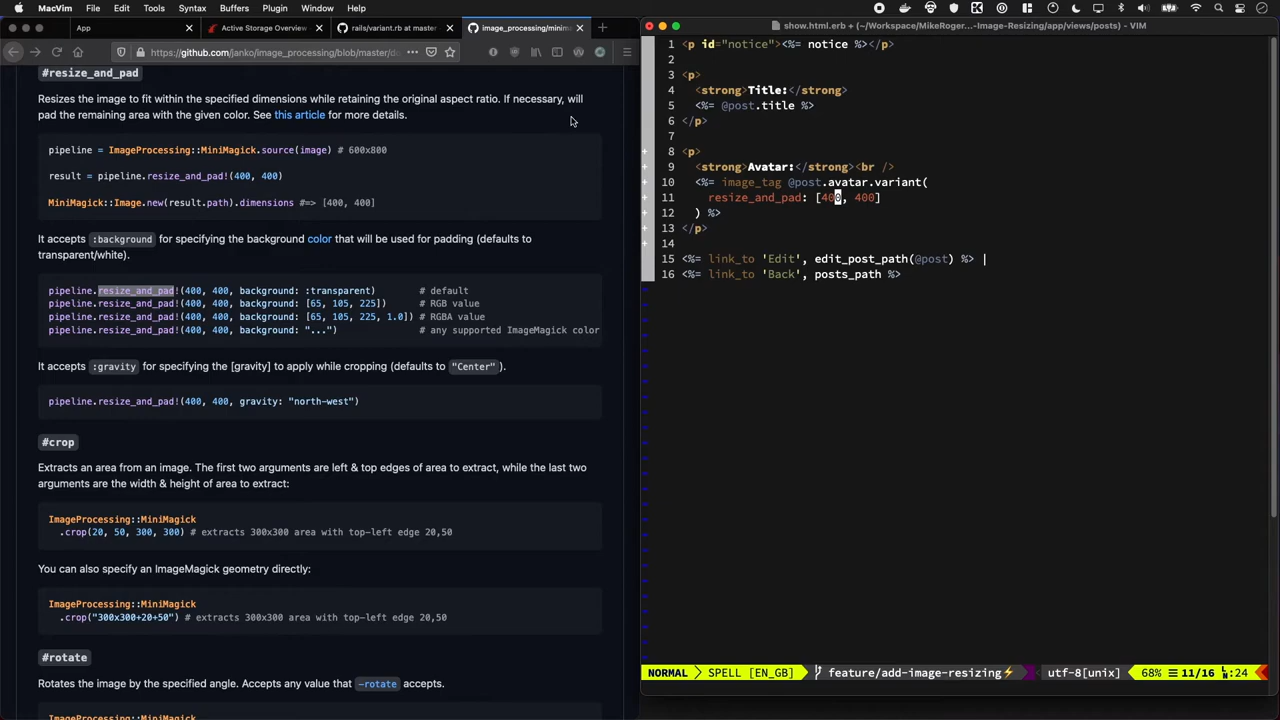 MacVim File Edit Tools Syntax Buffers Plugin Window Help
App
Active Storage Overview
rails/variant.rb at master
image_processing/minima
https://github.com/janko/image_processing/blob/master/do
#resize_and_pad
Resizes the image to fit within the specified dimensions while retaining the original aspect ratio. If necessary, will
pad the remaining area with the given color. See this article for more details.
pipeline = ImageProcessing::MiniMagick.source(image) # 600x800
result = pipeline.resize_and_pad!(400, 400)
MiniMagick::Image.new(result.path).dimensions #=> [400, 400]
It accepts :background for specifying the background color that will be used for padding (defaults to
transparent/white).
pipeline.resize_and_pad!(400, 400, background: :transparent) # default
pipeline.resize_and_pad!(400, 400, background: [65, 105, 225]) # RGB value
pipeline.resize_and_pad!(400, 400, background: [65, 105, 225, 1.0]) # RGBA value
pipeline.resize_and_pad!(400, 400, background: "...") # any supported ImageMagick color
It accepts :gravity for specifying the [gravity] to apply while cropping (defaults to "Center").
pipeline.resize_and_pad!(400, 400, gravity: "north-west")
#crop
Extracts an area from an image. The first two arguments are left & top edges of area to extract, while the last two
arguments are the width & height of area to extract:
ImageProcessing::MiniMagick
.crop(20, 50, 300, 300) # extracts 300x300 area with top-left edge 20,50
You can also specify an ImageMagick geometry directly:
ImageProcessing::MiniMagick
.crop("300x300+20+50") # extracts 300x300 area with top-left edge 20,50
#rotate
Rotates the image by the specified angle. Accepts any value that -rotate accepts.
show.html.erb + (~/Workspace/MikeRoger...-Image-Resizing/app/views/posts) - VIM
1 <p id="notice"><%= notice %></p>
2
3 <p>
4 <strong>Title:</strong>
5 <%= @post.title %>
6 </p>
7
+ 8 <p>
+ 9 <strong>Avatar:</strong><br />
+ 10 <%= image_tag @post.avatar.variant(
+ 11 resize_and_pad: [400, 400]
+ 12 ) %>
+ 13 </p>
+ 14
15 <%= link_to 'Edit', edit_post_path(@post) %> |
16 <%= link_to 'Back', posts_path %>
NORMAL SPELL [EN_GB] feature/add-image-resizing⚡ utf-8[unix] 68% 11/16 :24